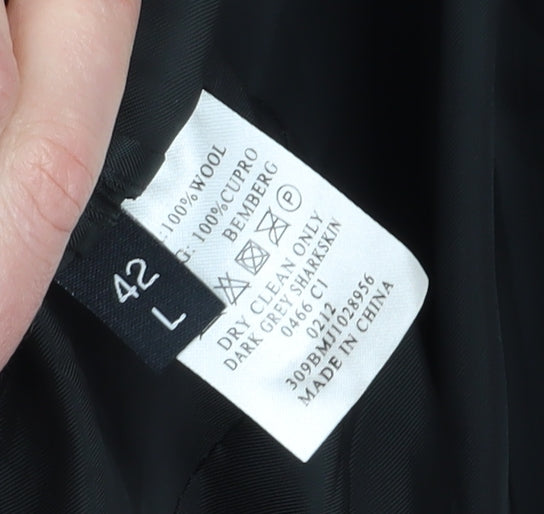 :100%WOOL
G: 100%CUPRO
BEMBERG
P
DRY CLEAN ONLY
DARK GREY SHARKSKIN
0466 C1
0212
309BMJ1028956
MADE IN CHINA
42
L